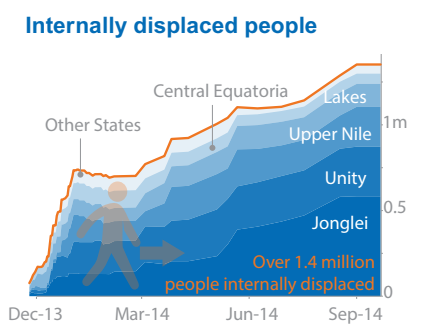 Internally displaced people
Central Equatoria
Lakes
Other States
1m
Upper Nile
Unity
0.5
Jonglei
Over 1.4 million
people internally displaced
0
Dec-13
Mar-14
Jun-14
Sep-14